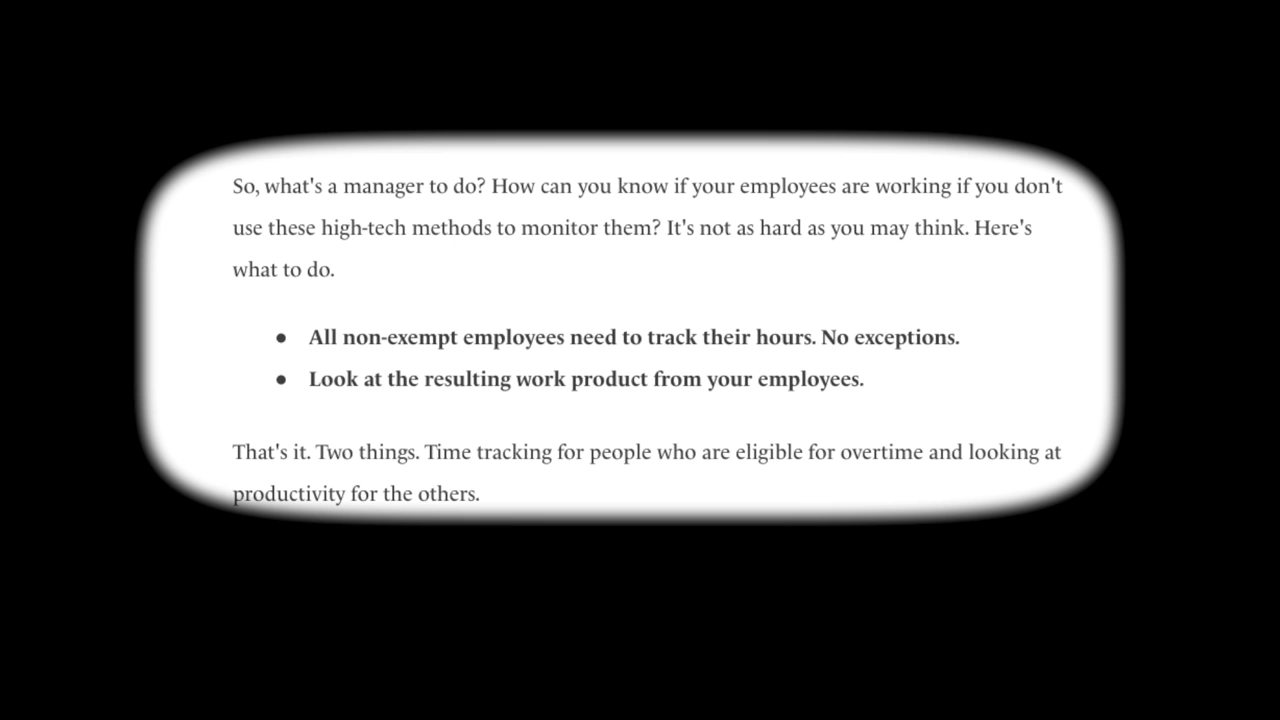 So, what's a manager to do? How can you know if your employees are working if you don't
use these high-tech methods to monitor them? It's not as hard as you may think. Here's
what to do.
● All non-exempt employees need to track their hours. No exceptions.
● Look at the resulting work product from your employees.
That's it. Two things. Time tracking for people who are eligible for overtime and looking at
productivity for the others.